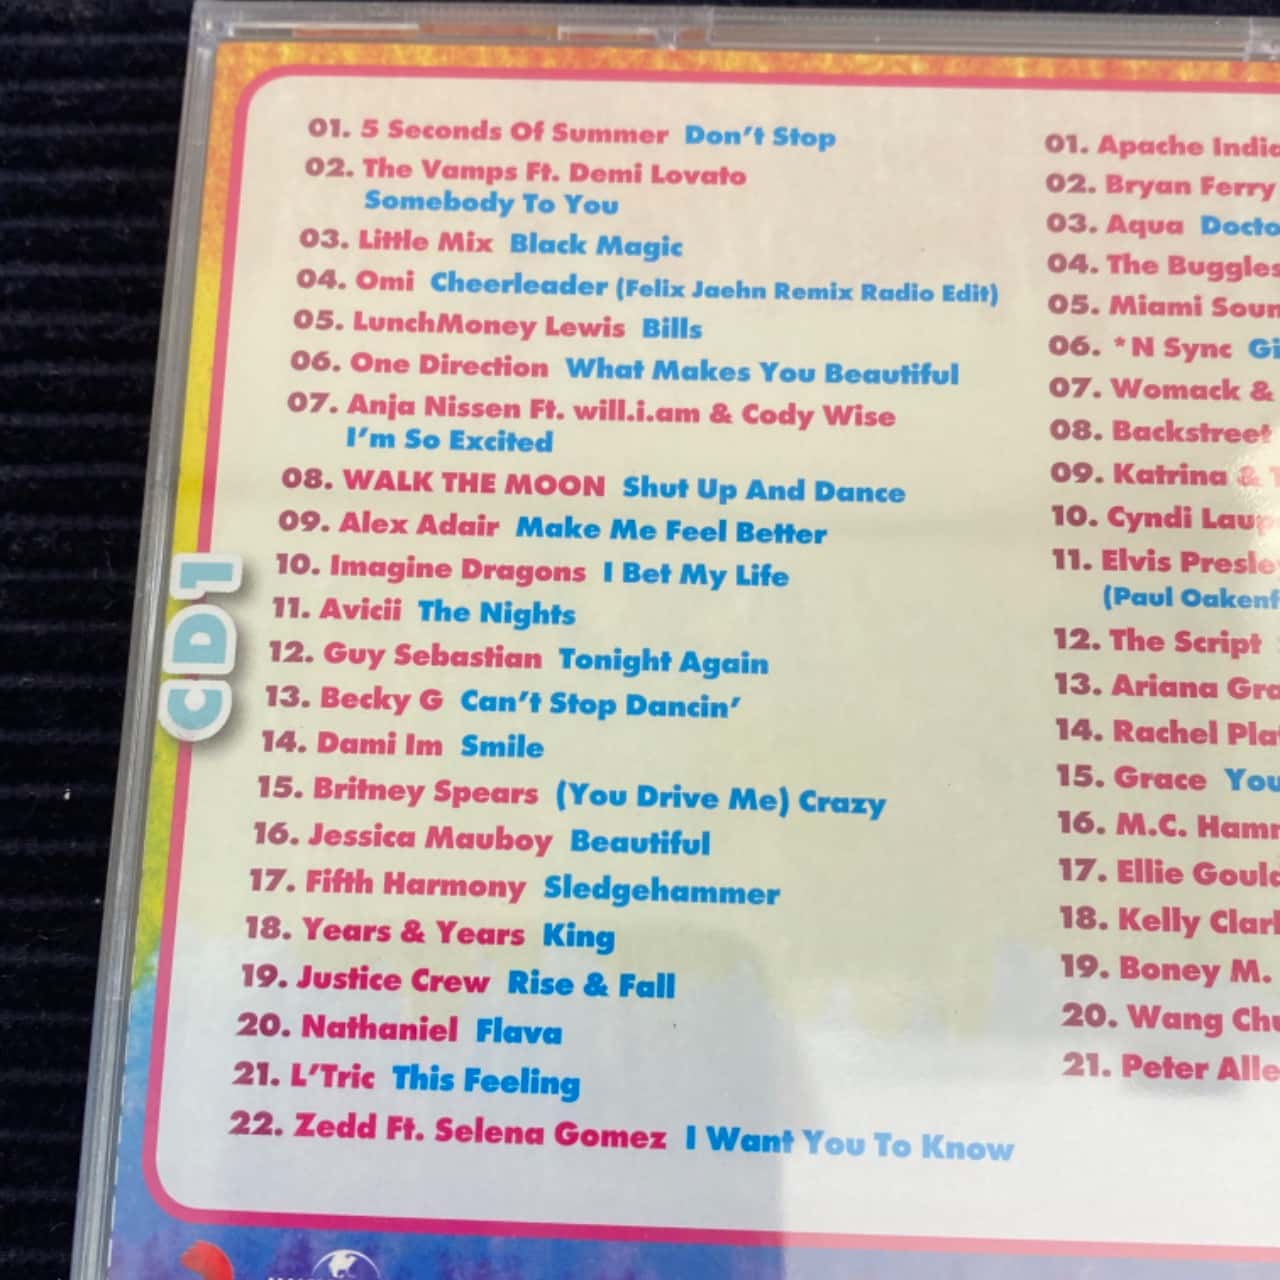 01. 5 Seconds Of Summer Don't Stop
02. The Vamps Ft. Demi Lovato
Somebody To You
03. Little Mix Black Magic
04. Omi Cheerleader (Felix Jaehn Remix Radio Edit)
05. LunchMoney Lewis Bills
06. One Direction What Makes You Beautiful
07. Anja Nissen Ft. will.i.am & Cody Wise
I'm So Excited
08. WALK THE MOON Shut Up And Dance
09. Alex Adair Make Me Feel Better
10. Imagine Dragons I Bet My Life
11. Avicii The Nights
12. Guy Sebastian Tonight Again
13. Becky G Can't Stop Dancin'
14. Dami Im Smile
15. Britney Spears (You Drive Me) Crazy
16. Jessica Mauboy Beautiful
17. Fifth Harmony Sledgehammer
18. Years & Years King
19. Justice Crew Rise & Fall
20. Nathaniel Flava
21. L'Tric This Feeling
22. Zedd Ft. Selena Gomez I Want You To Know
CD1
01. Apache
02. Bryan Ferry
03. Aqua
04. The Buggles
05. Miami
06. *N Sync
07. Womack &
08. Backstreet
09. Katrina &
10. Cyndi
11. Elvis
(Paul
12. The Script
13. Ariana
14. Rachel
15. Grace You
16. M.C.
17. Ellie
18. Kelly
19. Boney M.
20. Wang
21. Peter